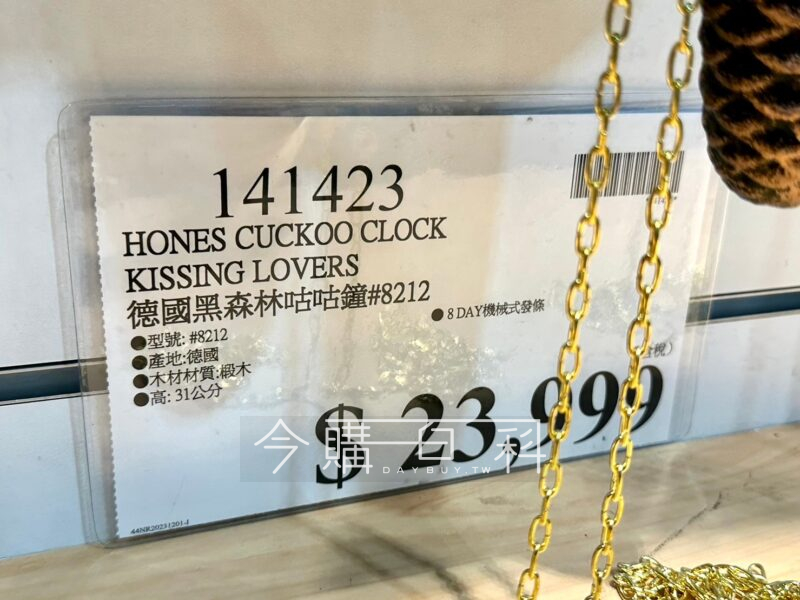 141423
HONES CUCKOO CLOCK
KISSING LOVERS
德國黑森林咕咕鐘#8212
●型號: #8212
●8 DAY機械式發條
●產地:德國
●木材材質:椴木
●高: 31公分
含稅)
$ 23,999
今購百科
DAYBUY.TW